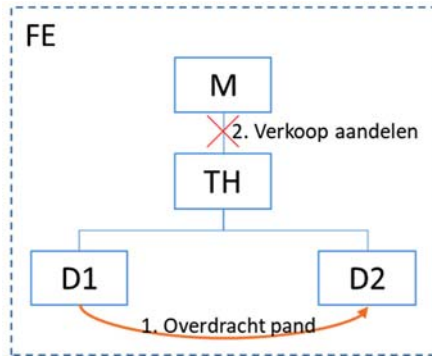 FE
M
2. Verkoop aandelen
TH
D1
D2
1. Overdracht pand